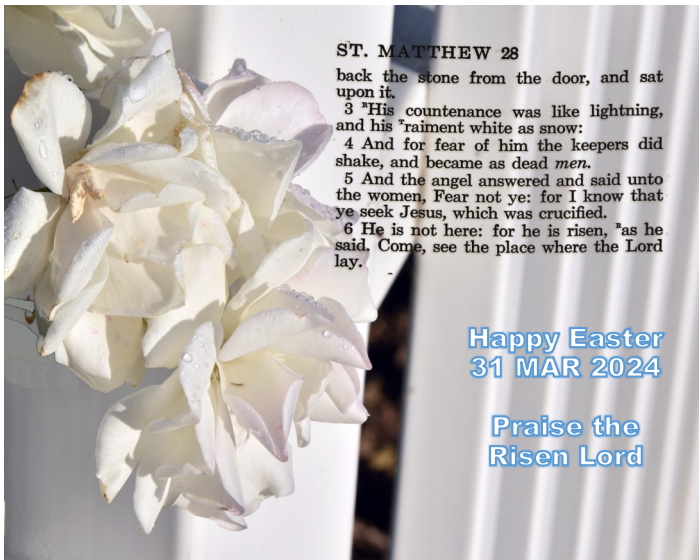 ST. MATTHEW 28
back the stone from the door, and sat
upon it.
3 *His countenance was like lightning,
and his *raiment white as snow:
4 And for fear of him the keepers did
shake, and became as dead men.
5 And the angel answered and said unto
the women, Fear not ye: for I know that
ye seek Jesus, which was crucified.
6 He is not here: for he is risen, *as he
said. Come, see the place where the Lord
lay.
Happy Easter
31 MAR 2024
Praise the
Risen Lord